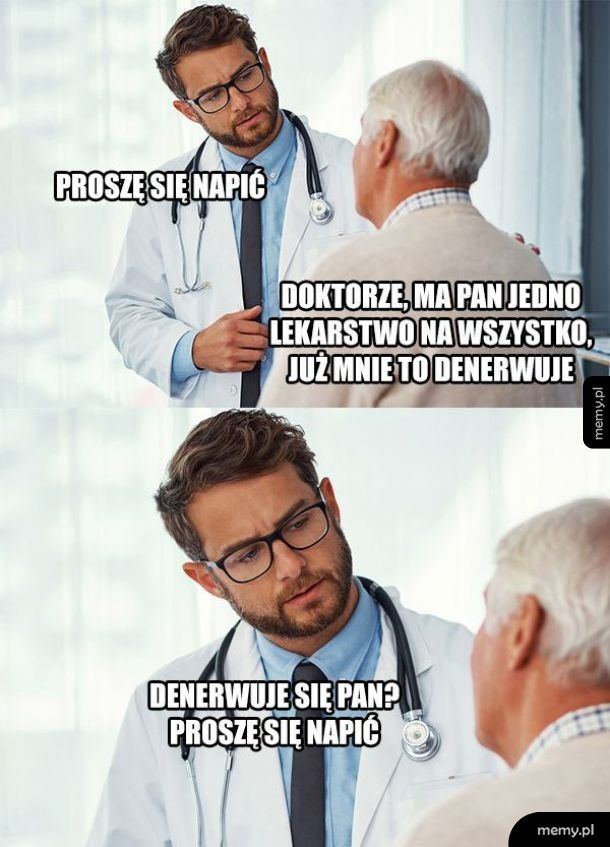 PROSZĘ SIĘ NAPIĆ
DOKTORZE, MA PAN JEDNO
LEKARSTWO NA WSZYSTKO,
JUŻ MNIE TO DENERWUJE
memy.pl
DENERWUJE SIĘ PAN?
PROSZĘ SIĘ NAPIĆ
memy.pl